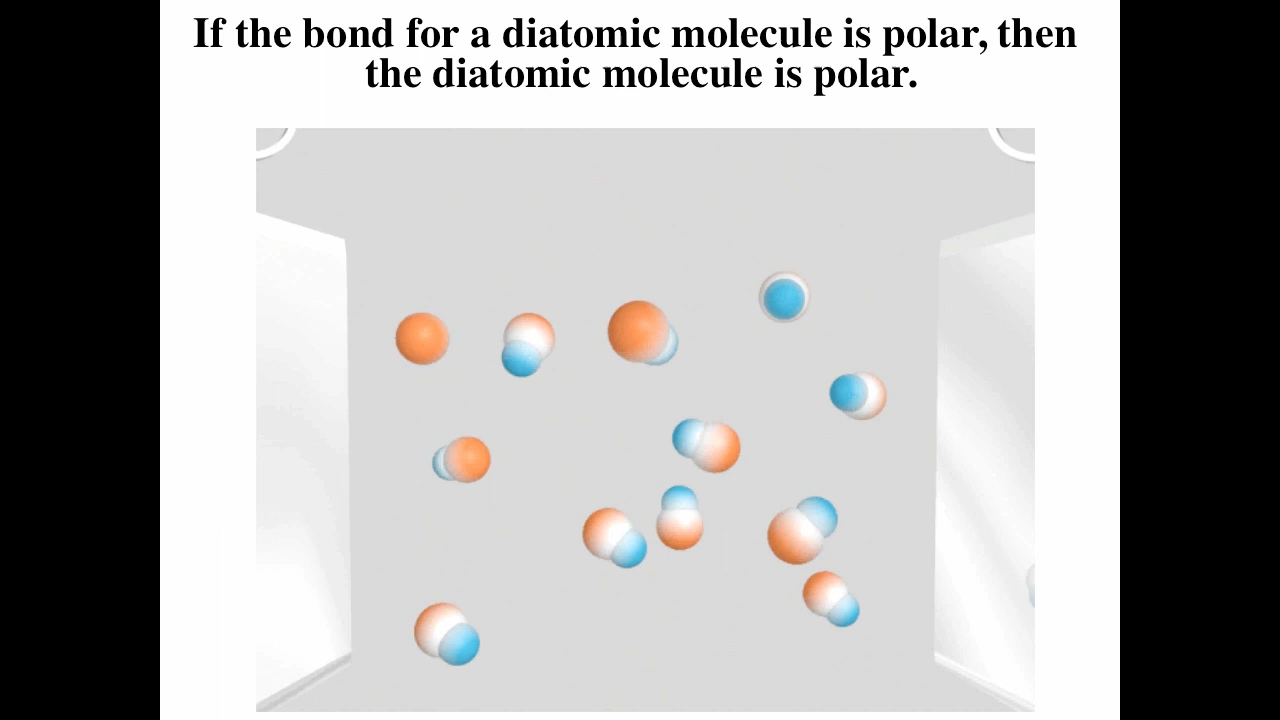 If the bond for a diatomic molecule is polar, then
the diatomic molecule is polar.